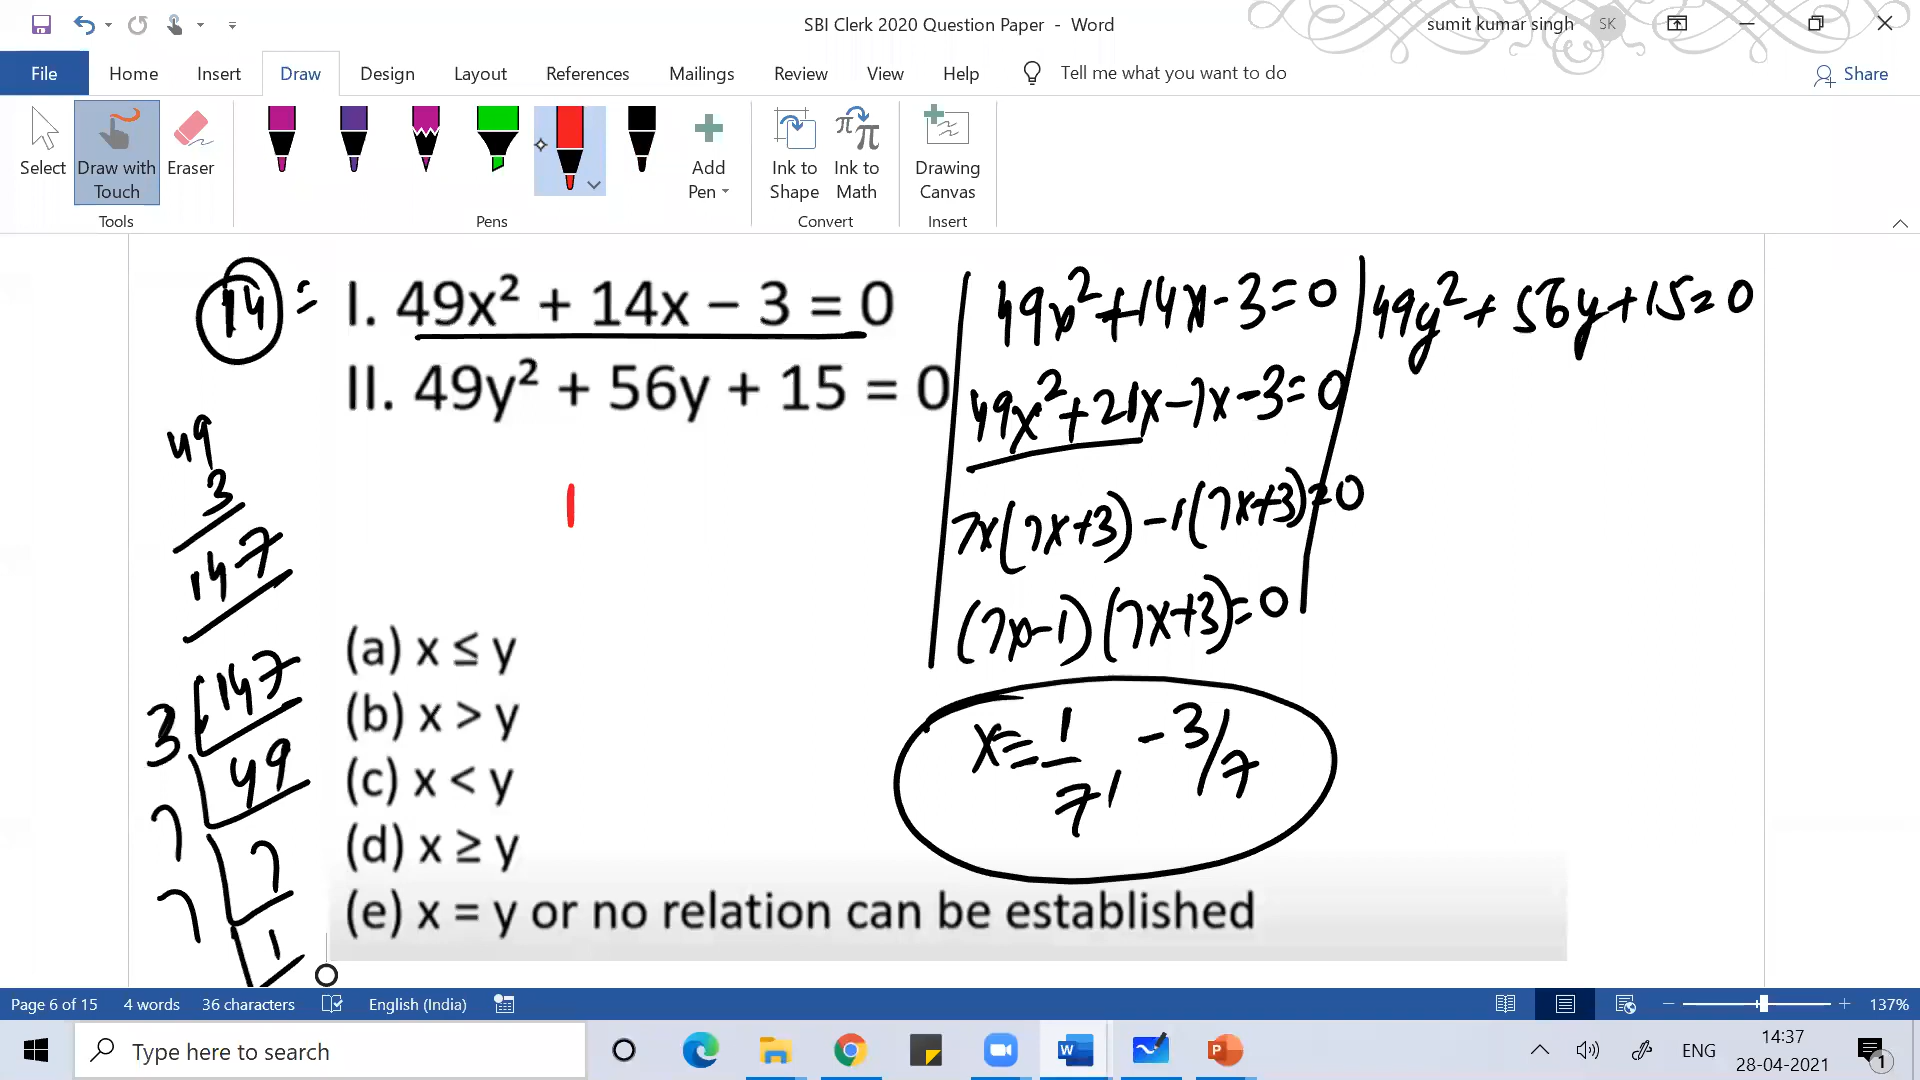 SBI Clerk 2020 Question Paper - Word
sumit kumar singh SK
File Home Insert Draw Design Layout References Mailings Review View Help Tell me what you want to do Share
Select Draw with Touch Eraser Add Pen Ink to Shape Ink to Math Drawing Canvas
Tools Pens Convert Insert
14 =
I. 49x² + 14x − 3 = 0
II. 49y² + 56y + 15 = 0
49
3
147
3 147
7 49
7 7
1
(a) x ≤ y
(b) x > y
(c) x < y
(d) x ≥ y
(e) x = y or no relation can be established
49x²+14x-3=0
49x²+21x-7x-3=0
7x(7x+3)-1(7x+3)=0
(7x-1)(7x+3)=0
x=1/7, -3/7
49y²+56y+15=0
Page 6 of 15 4 words 36 characters English (India) 137%
Type here to search
ENG 14:37
28-04-2021
1